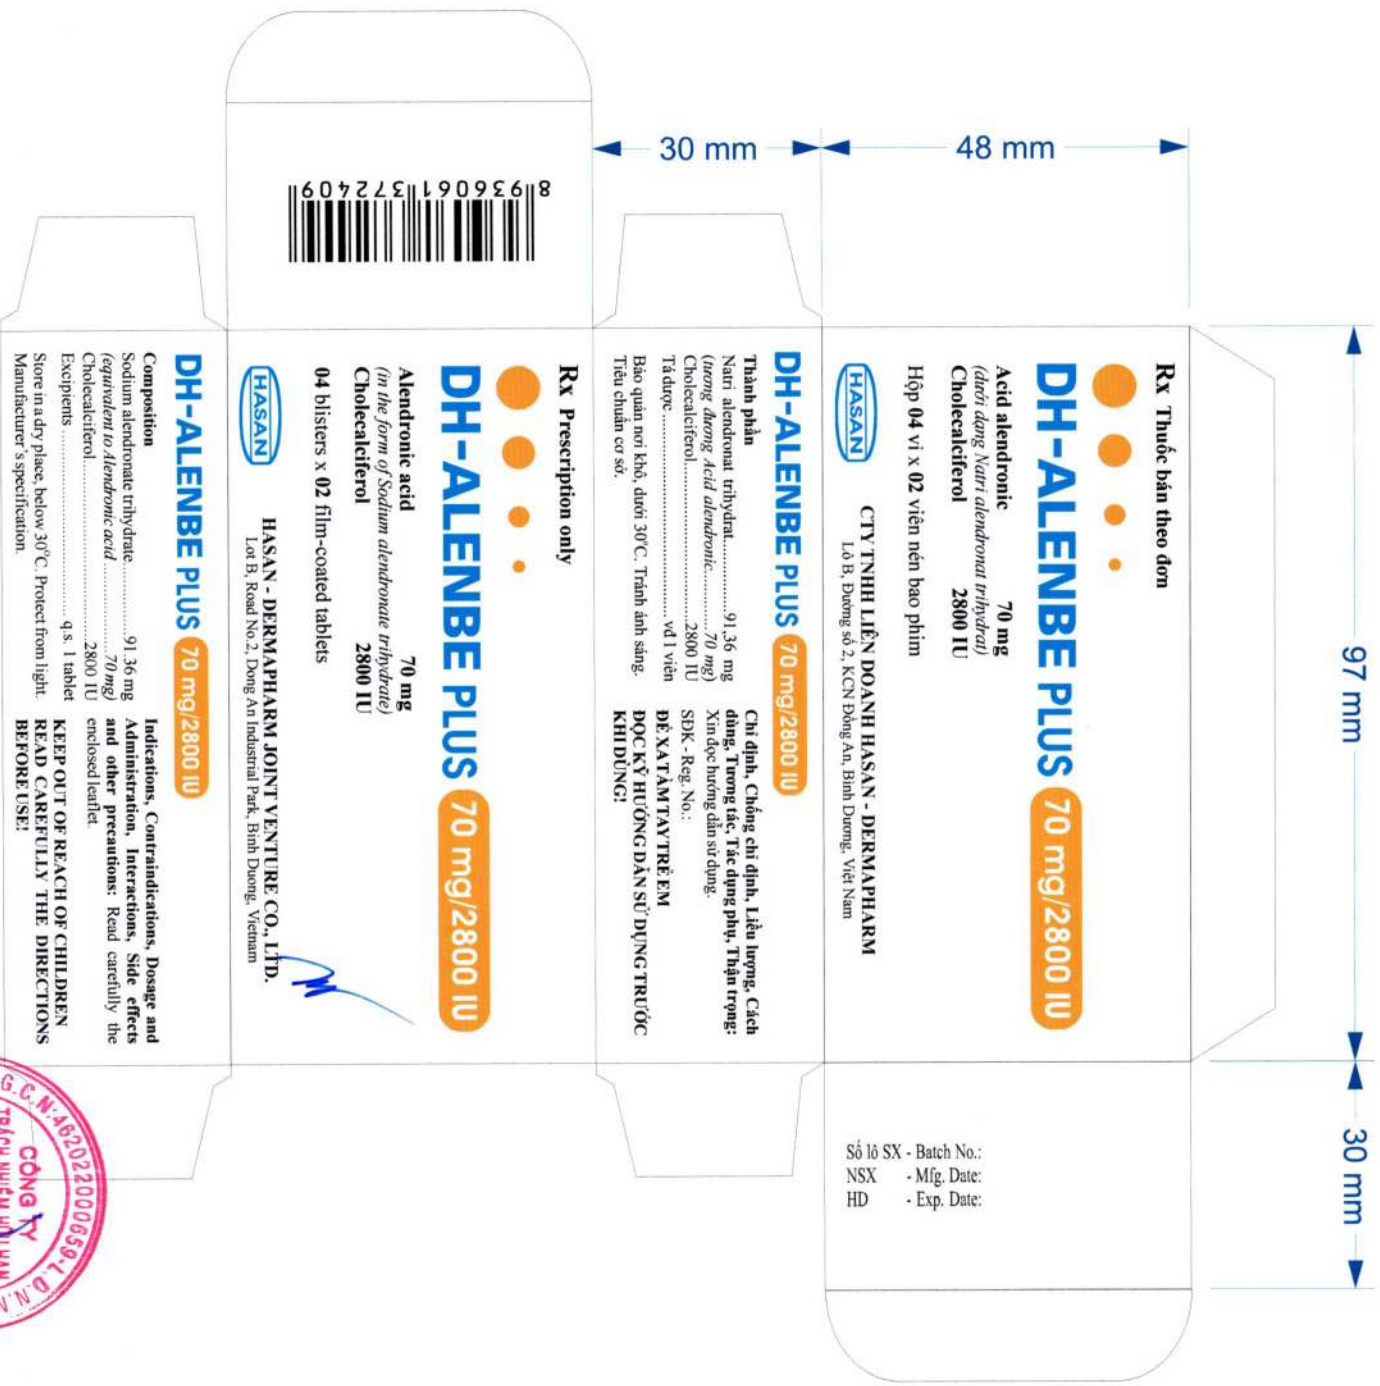 97 mm
30 mm
48 mm
30 mm
Rx Thuốc bán theo đơn
DH-ALENBE PLUS 70 mg/2800 IU
Acid alendronic 70 mg
(dưới dạng Natri alendronat trihydrat)
Cholecalciferol 2800 IU
Hộp 04 vỉ x 02 viên nén bao phim
HASAN
CTY TNHH LIÊN DOANH HASAN - DERMAPHARM
Lô B, Đường số 2, KCN Đồng An, Bình Dương, Việt Nam
Số lô SX - Batch No.:
NSX - Mfg. Date:
HD - Exp. Date:
DH-ALENBE PLUS 70 mg/2800 IU
Thành phần
Natri alendronat trihydrat............91,36 mg
(tương đương Acid alendronic.........70 mg)
Cholecalciferol............................2800 IU
Tá dược ............................vđ 1 viên
Bảo quản nơi khô, dưới 30°C. Tránh ánh sáng.
Tiêu chuẩn cơ sở.
Chỉ định, Chống chỉ định, Liều lượng, Cách
dùng, Tương tác, Tác dụng phụ, Thận trọng:
Xin đọc hướng dẫn sử dụng.
SĐK - Reg. No.:
ĐỂ XA TẦM TAY TRẺ EM
ĐỌC KỸ HƯỚNG DẪN SỬ DỤNG TRƯỚC
KHI DÙNG!
Rx Prescription only
DH-ALENBE PLUS 70 mg/2800 IU
Alendronic acid 70 mg
(in the form of Sodium alendronate trihydrate)
Cholecalciferol 2800 IU
04 blisters x 02 film-coated tablets
HASAN
HASAN - DERMAPHARM JOINT VENTURE CO., LTD.
Lot B, Road No.2, Dong An Industrial Park, Binh Duong, Vietnam
8 936061 372409
DH-ALENBE PLUS 70 mg/2800 IU
Composition
Sodium alendronate trihydrate............91.36 mg
(equivalent to Alendronic acid ............70 mg)
Cholecalciferol............................2800 IU
Excipients ............................q.s. 1 tablet
Store in a dry place, below 30°C. Protect from light.
Manufacturer's specification.
Indications, Contraindications, Dosage and
Administration, Interactions, Side effects
and other precautions: Read carefully the
enclosed leaflet.
KEEP OUT OF REACH OF CHILDREN
READ CAREFULLY THE DIRECTIONS
BEFORE USE!
G.C.N:462022000659-L.D.N.N
CÔNG TY
TRÁCH NHIỆM HỮU HẠN